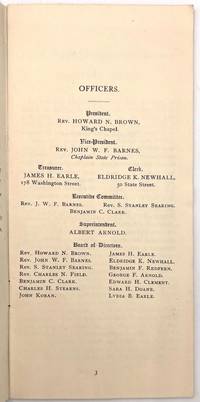 OFFICERS.
President.
Rev. HOWARD N. BROWN,
King's Chapel.
Vice-President.
Rev. JOHN W. F. BARNES,
Chaplain State Prison.
Treasurer.
JAMES H. EARLE,
178 Washington Street.
Clerk.
ELDRIDGE K. NEWHALL,
50 State Street.
Executive Committee.
Rev. J. W. F. Barnes. Rev. S. Stanley Searing.
Benjamin C. Clark.
Superintendent.
ALBERT ARNOLD.
Board of Directors.
Rev. Howard N. Brown.
Rev. John W. F. Barnes.
Rev. S. Stanley Searing.
Rev. Charles N. Field.
Benjamin C. Clark.
Charles H. Stearns.
John Koran.
James H. Earle.
Eldridge K. Newhall.
Benjamin F. Redfern.
George F. Arnold.
Edward H. Clement.
Sara H. Duane.
Lydia B. Earle.
3